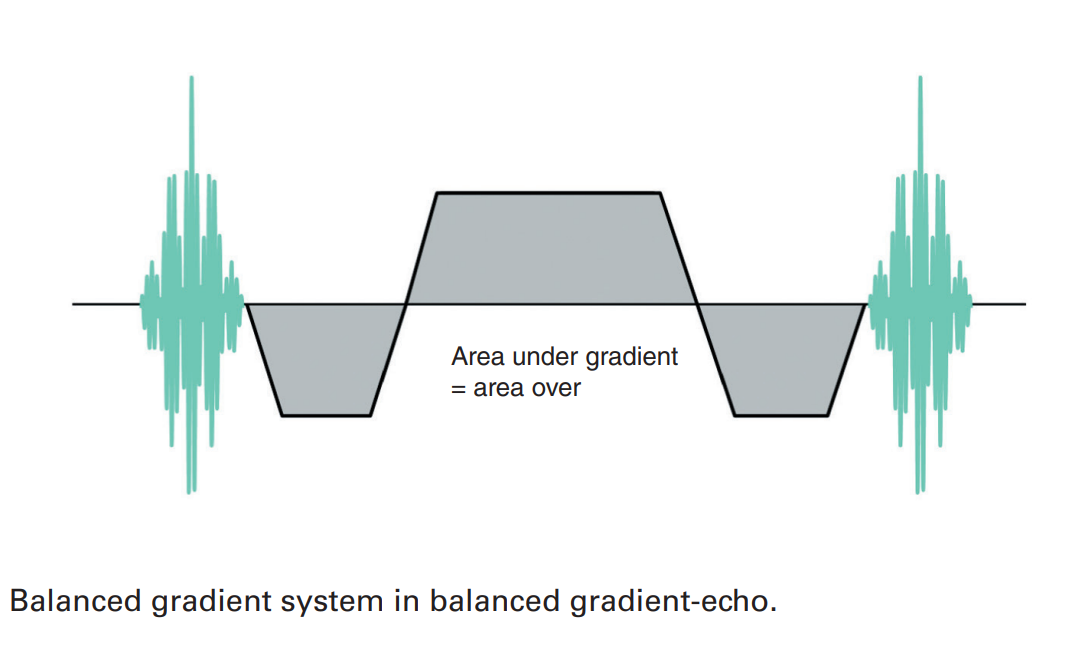 Area under gradient
= area over
Balanced gradient system in balanced gradient-echo.